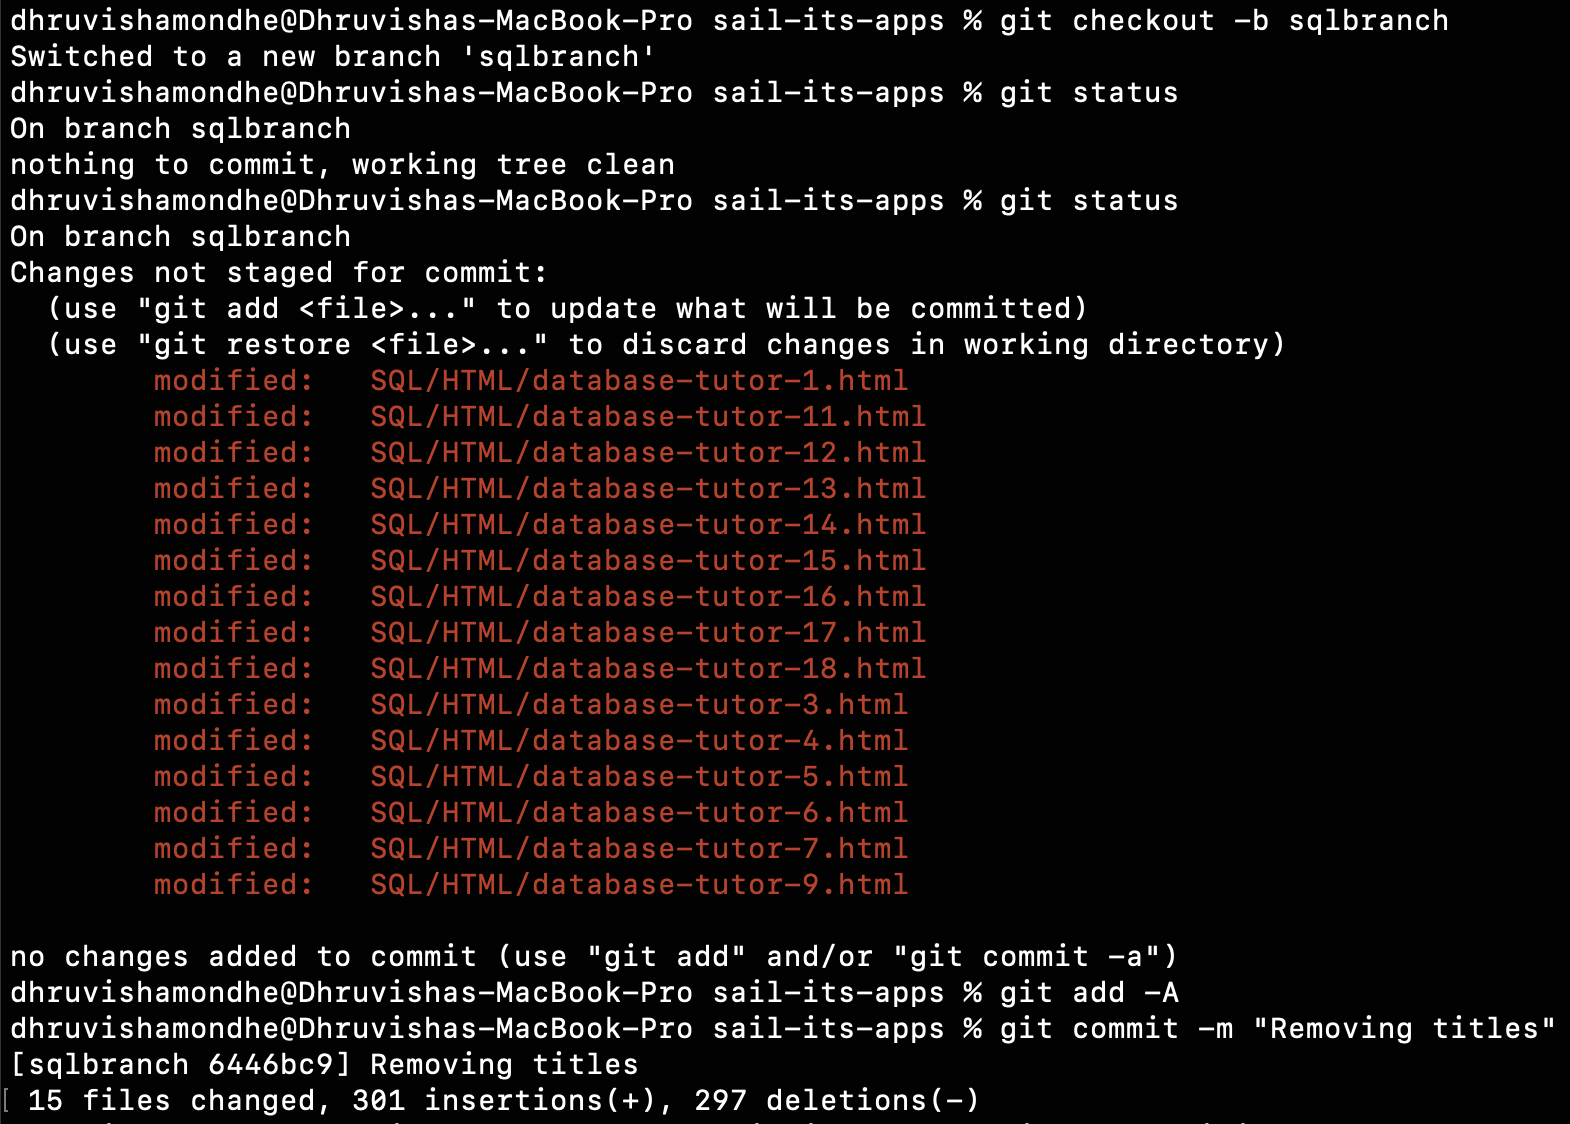 dhruvishamondhe@Dhruvishas-MacBook-Pro sail-its-apps % git checkout -b sqlbranch
Switched to a new branch 'sqlbranch'
dhruvishamondhe@Dhruvishas-MacBook-Pro sail-its-apps % git status
On branch sqlbranch
nothing to commit, working tree clean
dhruvishamondhe@Dhruvishas-MacBook-Pro sail-its-apps % git status
On branch sqlbranch
Changes not staged for commit:
  (use "git add <file>..." to update what will be committed)
  (use "git restore <file>..." to discard changes in working directory)
        modified:   SQL/HTML/database-tutor-1.html
        modified:   SQL/HTML/database-tutor-11.html
        modified:   SQL/HTML/database-tutor-12.html
        modified:   SQL/HTML/database-tutor-13.html
        modified:   SQL/HTML/database-tutor-14.html
        modified:   SQL/HTML/database-tutor-15.html
        modified:   SQL/HTML/database-tutor-16.html
        modified:   SQL/HTML/database-tutor-17.html
        modified:   SQL/HTML/database-tutor-18.html
        modified:   SQL/HTML/database-tutor-3.html
        modified:   SQL/HTML/database-tutor-4.html
        modified:   SQL/HTML/database-tutor-5.html
        modified:   SQL/HTML/database-tutor-6.html
        modified:   SQL/HTML/database-tutor-7.html
        modified:   SQL/HTML/database-tutor-9.html
no changes added to commit (use "git add" and/or "git commit -a")
dhruvishamondhe@Dhruvishas-MacBook-Pro sail-its-apps % git add -A
dhruvishamondhe@Dhruvishas-MacBook-Pro sail-its-apps % git commit -m "Removing titles"
[sqlbranch 6446bc9] Removing titles
[ 15 files changed, 301 insertions(+), 297 deletions(-)